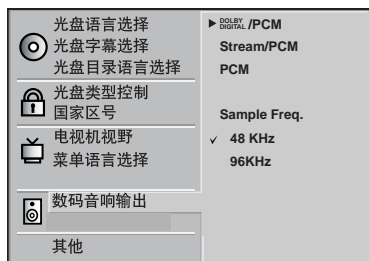 光盘语言选择
光盘字幕选择
光盘目录语言选择
光盘类型控制
国家区号
电视机视野
菜单语言选择
数码音响输出
其他
DOLBY DIGITAL /PCM
Stream/PCM
PCM
Sample Freq.
✓ 48 KHz
96KHz